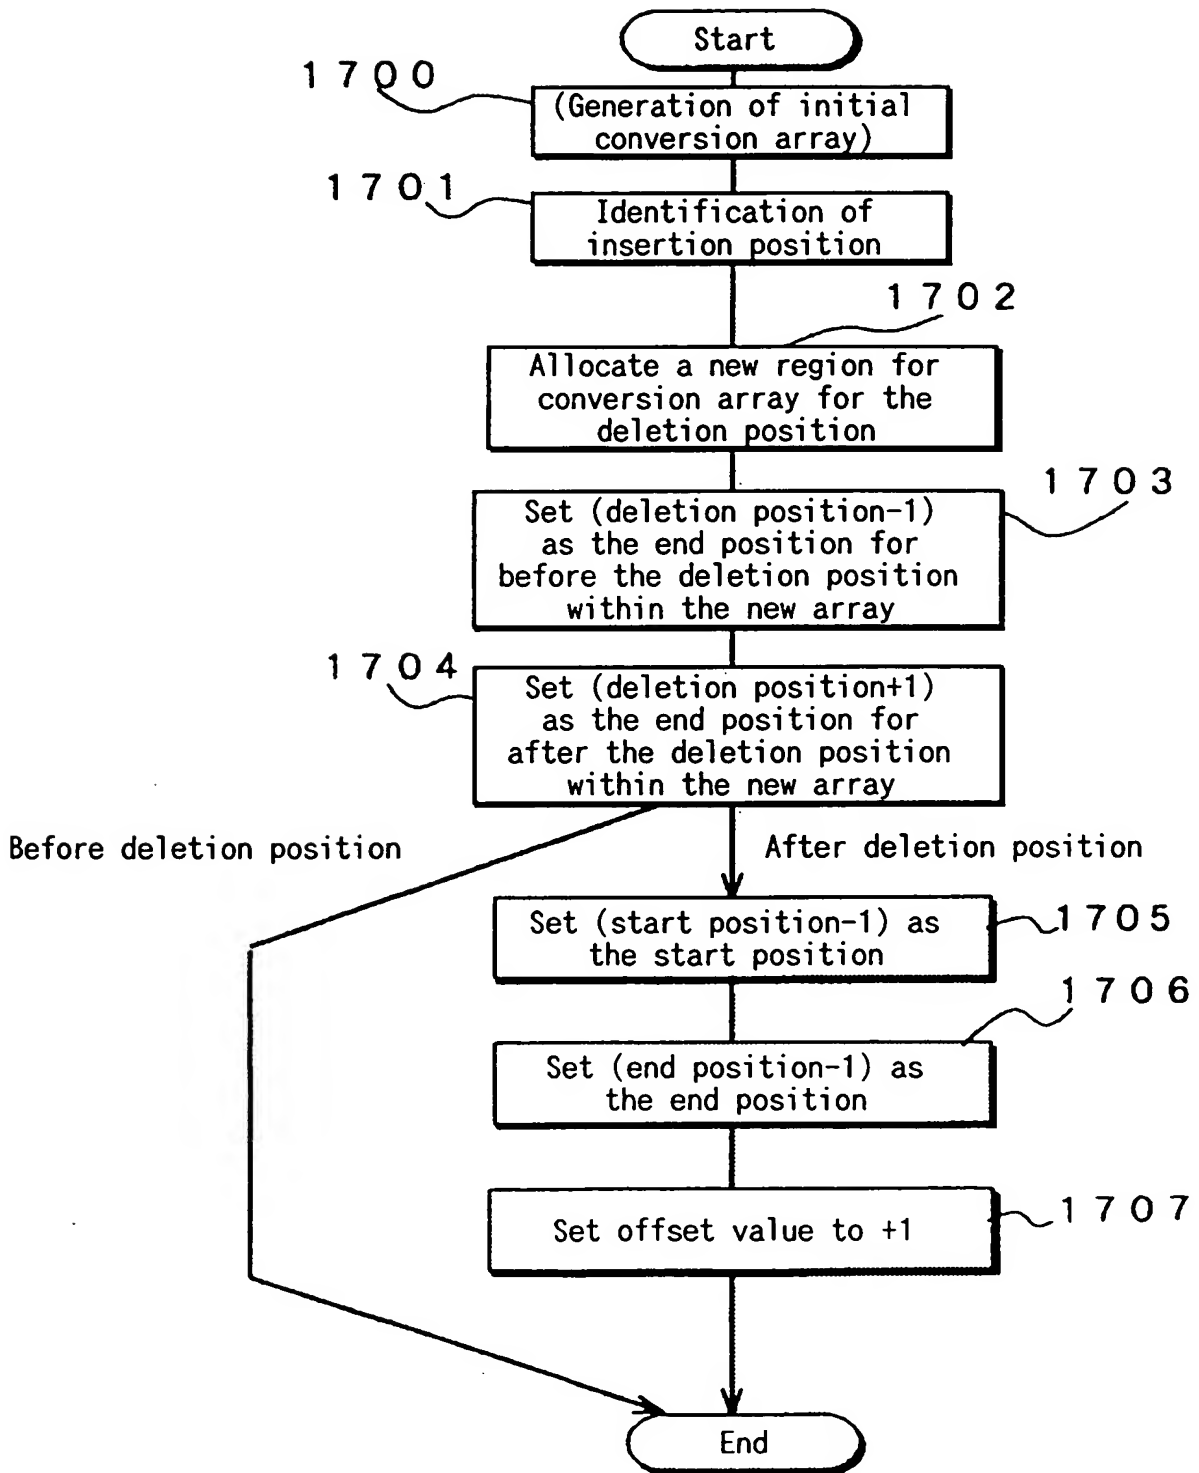 Start
1700
(Generation of initial
conversion array)
1701
Identification of
insertion position
1702
Allocate a new region for
conversion array for the
deletion position
1703
Set (deletion position-1)
as the end position for
before the deletion position
within the new array
1704
Set (deletion position+1)
as the end position for
after the deletion position
within the new array
Before deletion position
After deletion position
Set (start position-1) as
the start position
1705
1706
Set (end position-1) as
the end position
Set offset value to +1
1707
End